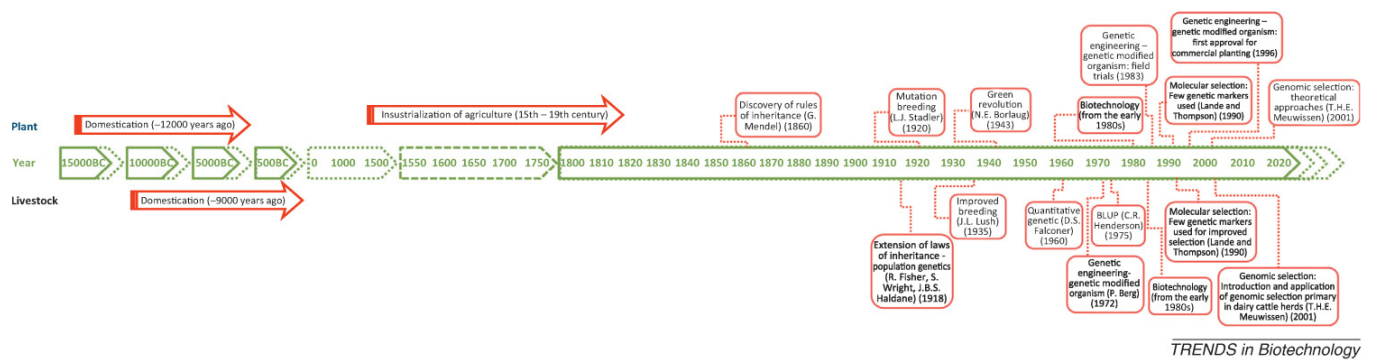 Genetic engineering –
genetic modified organism:
first approval for
commercial planting (1996)
Genetic
engineering –
genetic modified
organism: field
trials (1983)
Discovery of rules
of inheritance (G.
Mendel) (1860)
Mutation
breeding
(L.J. Stadler)
(1920)
Green
revolution
(N.E. Borlaug)
(1943)
Biotechnology
(from the early
1980s)
Molecular selection:
Few genetic markers
used (Lande and
Thompson) (1990)
Genomic selection:
theoretical
approaches (T.H.E.
Meuwissen) (2001)
Plant
Domestication (~12000 years ago)
Insustrialization of agriculture (15th – 19th century)
Year
15000BC 10000BC 5000BC 500BC 0 1000 1500 1550 1600 1650 1700 1750 1800 1810 1820 1830 1840 1850 1860 1870 1880 1890 1900 1910 1920 1930 1940 1950 1960 1970 1980 1990 2000 2010 2020
Livestock
Domestication (~9000 years ago)
Extension of laws
of inheritance -
population genetics
(R. Fisher, S.
Wright, J.B.S.
Haldane) (1918)
Improved
breeding
(J.L. Lush)
(1935)
Quantitative
genetic (D.S.
Falconer)
(1960)
BLUP (C.R.
Henderson)
(1975)
Genetic
engineering-
genetic modified
organism (P. Berg)
(1972)
Biotechnology
(from the early
1980s)
Molecular selection:
Few genetic markers
used for improved
selection (Lande and
Thompson) (1990)
Genomic selection:
Introduction and application
of genomic selection primary
in dairy cattle herds (T.H.E.
Meuwissen) (2001)
TRENDS in Biotechnology